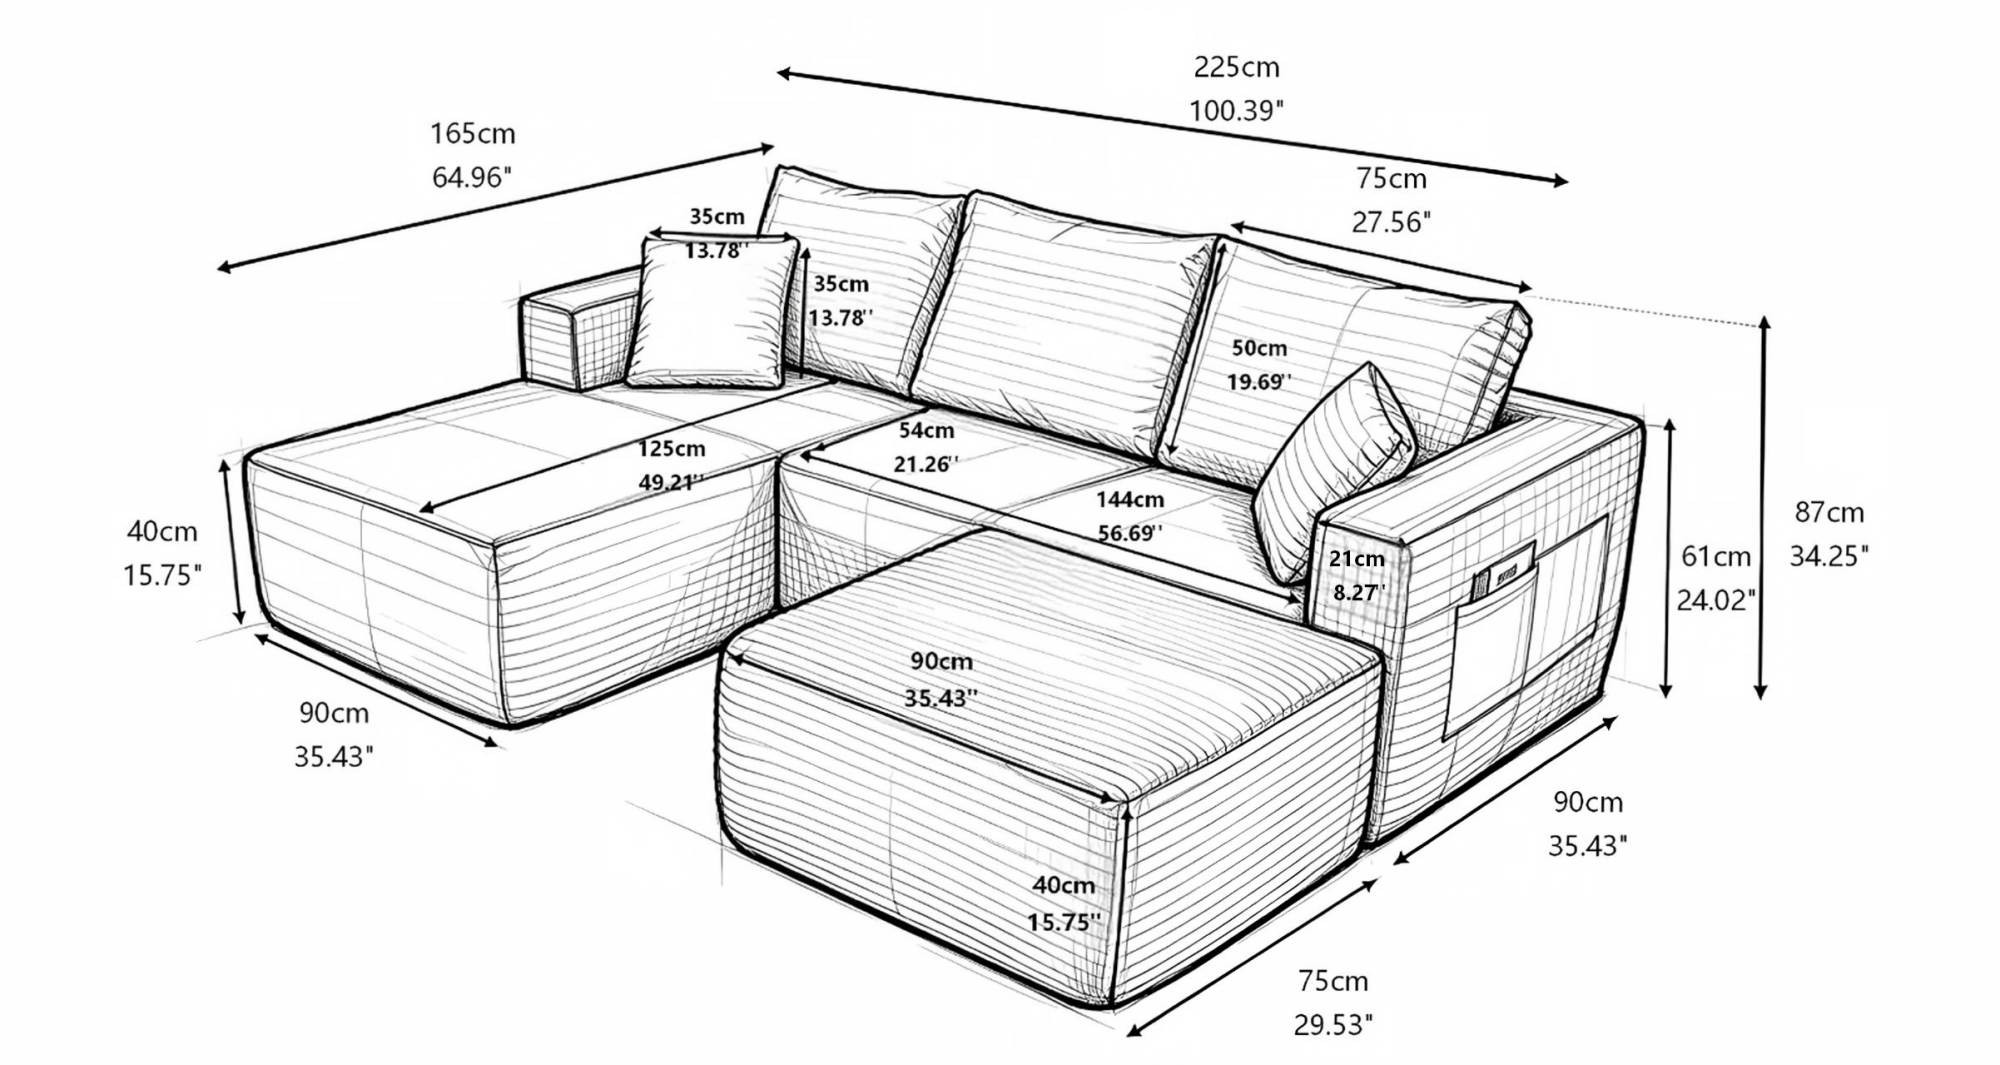 225cm
100.39"
165cm
64.96"
75cm
27.56"
35cm
13.78''
35cm
13.78''
50cm
19.69''
54cm
21.26''
125cm
49.21''
144cm
56.69''
40cm
15.75"
21cm
8.27''
61cm
24.02"
87cm
34.25"
90cm
35.43"
90cm
35.43''
90cm
35.43"
40cm
15.75''
75cm
29.53"